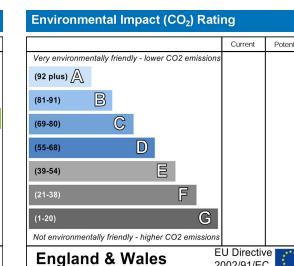 Environmental Impact (CO₂) Rating
Current Potent
Very environmentally friendly - lower CO2 emissions
(92 plus) A
(81-91) B
(69-80) C
(55-68) D
(39-54) E
(21-38) F
(1-20) G
Not environmentally friendly - higher CO2 emissions
England & Wales
EU Directive
2002/91/EC